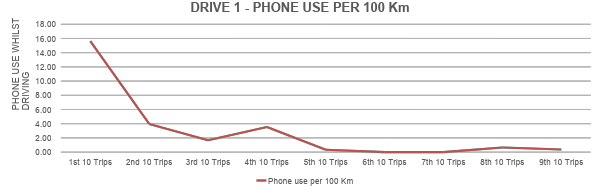 DRIVE 1 - PHONE USE PER 100 Km
PHONE USE WHILST
DRIVING
18.00
16.00
14.00
12.00
10.00
8.00
6.00
4.00
2.00
0.00
1st 10 Trips 2nd 10 Trips 3rd 10 Trips 4th 10 Trips 5th 10 Trips 6th 10 Trips 7th 10 Trips 8th 10 Trips 9th 10 Trips
Phone use per 100 Km